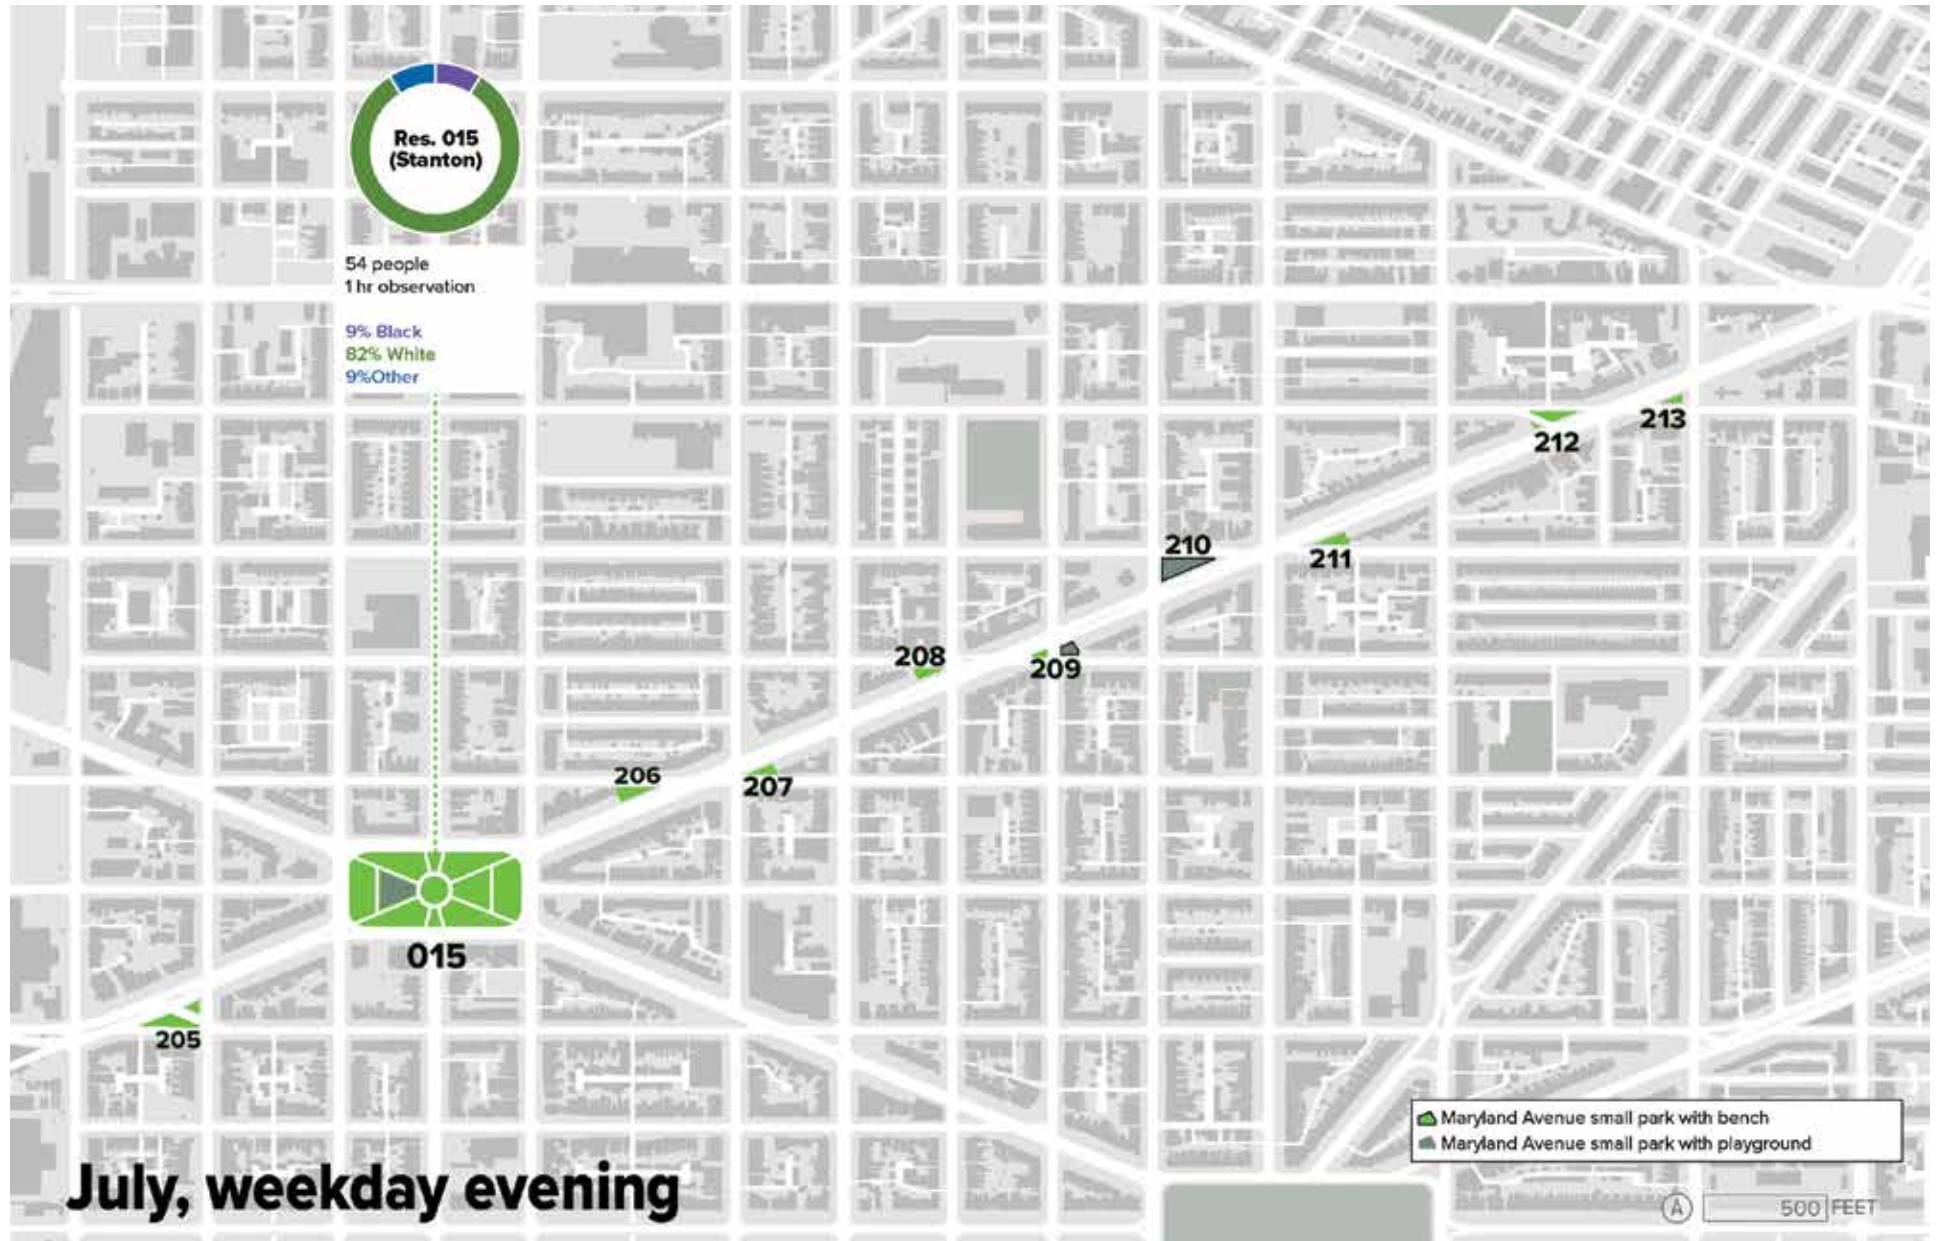 Res. 015
(Stanton)
54 people
1 hr observation
9% Black
82% White
9%Other
213
212
210
211
208
209
206
207
015
205
Maryland Avenue small park with bench
Maryland Avenue small park with playground
July, weekday evening
A
500 FEET